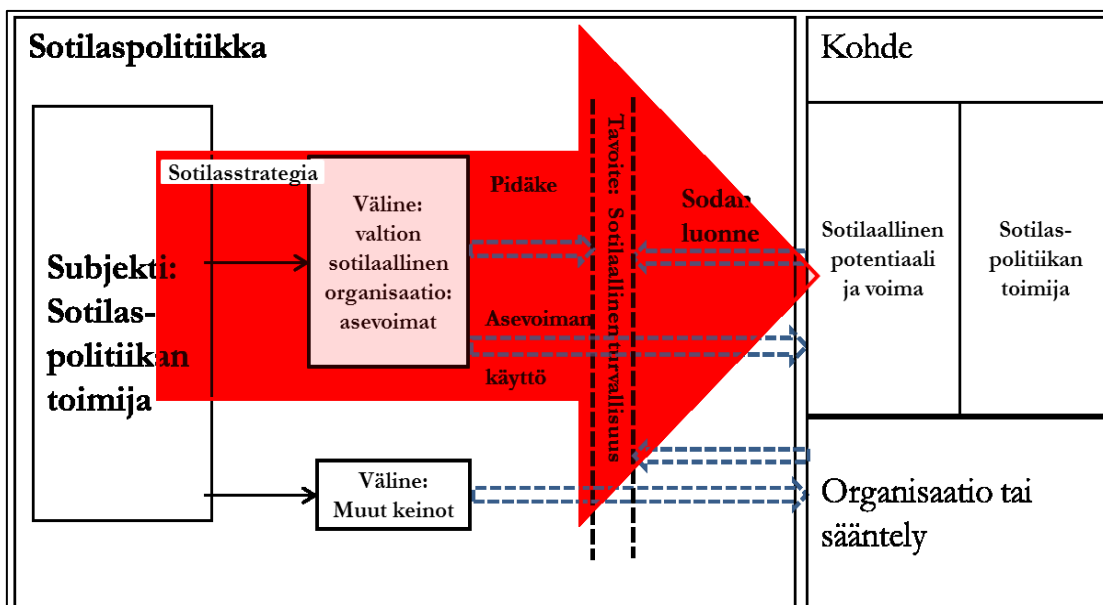 Sotilaspolitiikka
Subjekti:
Sotilas-
politiikan
toimija
Sotilasstrategia
Väline:
valtion
sotilaallinen
organisaatio:
asevoimat
Pidäke
Asevoiman
käyttö
Väline:
Muut keinot
Tavoite: Sotilaallinen turvallisuus
Sodan
luonne
Kohde
Sotilaallinen
potentiaali
ja voima
Sotilas-
politiikan
toimija
Organisaatio tai
sääntely